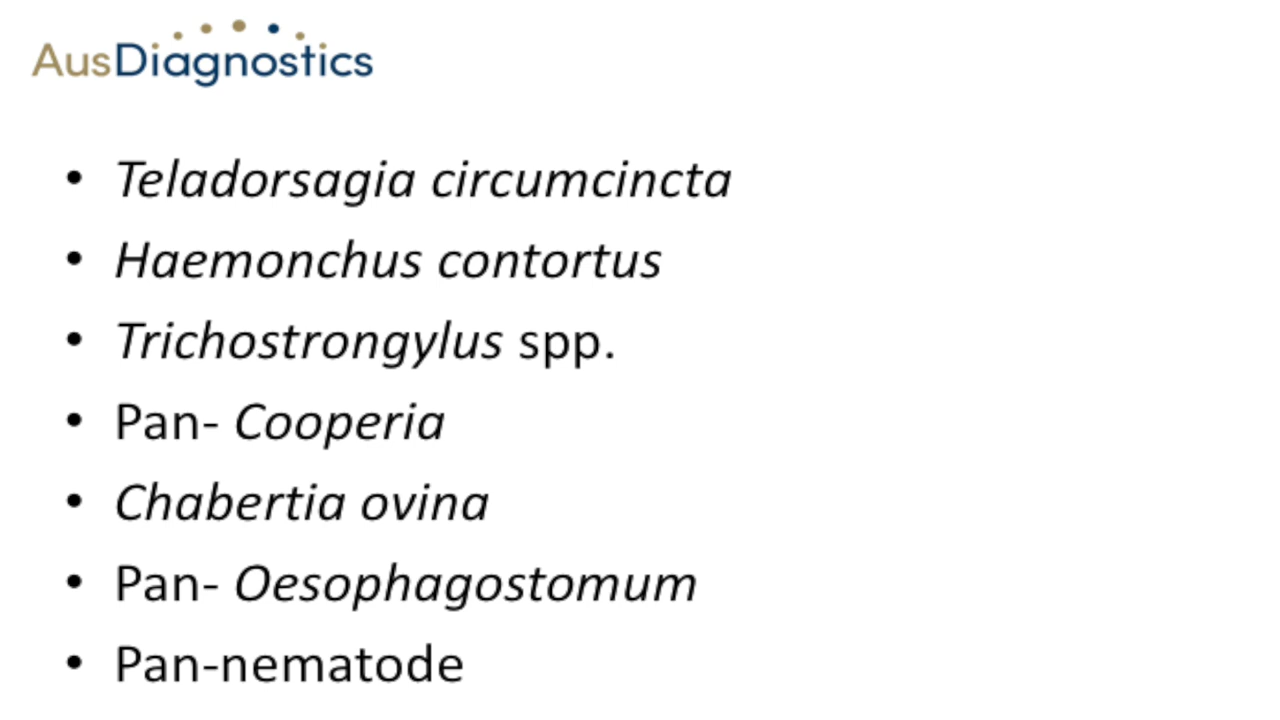 AusDiagnostics
• Teladorsagia circumcincta
• Haemonchus contortus
• Trichostrongylus spp.
• Pan- Cooperia
• Chabertia ovina
• Pan- Oesophagostomum
• Pan-nematode